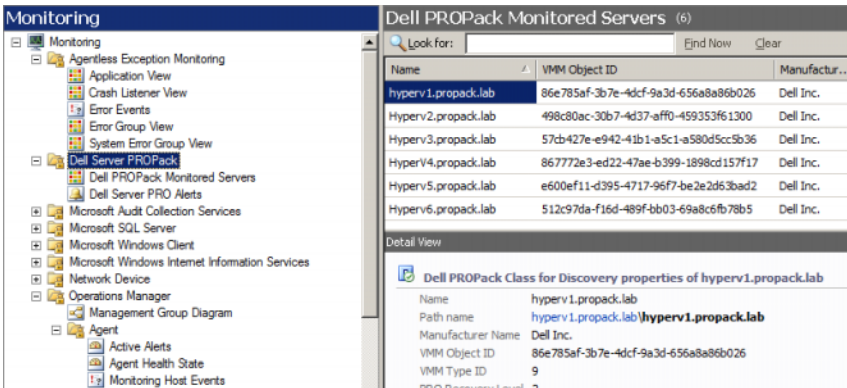 Monitoring
Monitoring
Agentless Exception Monitoring
Application View
Crash Listener View
Error Events
Error Group View
System Error Group View
Dell Server PROPack
Dell PROPack Monitored Servers
Dell Server PRO Alerts
Microsoft Audit Collection Services
Microsoft SQL Server
Microsoft Windows Client
Microsoft Windows Internet Information Services
Network Device
Operations Manager
Management Group Diagram
Agent
Active Alerts
Agent Health State
Monitoring Host Events
Dell PROPack Monitored Servers (6)
Look for: Find Now Clear
Name VMM Object ID Manufactur...
hyperv1.propack.lab 86e785af-3b7e-4dcf-9a3d-656a8a86b026 Dell Inc.
Hyperv2.propack.lab 498c80ac-30b7-4d37-aff0-459353f61300 Dell Inc.
Hyperv3.propack.lab 57cb427e-e942-41b1-a5c1-a580d5cc5b36 Dell Inc.
HyperV4.propack.lab 867772e3-ed22-47ae-b399-1898cd157f17 Dell Inc.
Hyperv5.propack.lab e600ef11-d395-4717-96f7-be2e2d63bad2 Dell Inc.
Hyperv6.propack.lab 512c97da-f16d-489f-bb03-69a8c6fb78b5 Dell Inc.
Detail View
Dell PROPack Class for Discovery properties of hyperv1.propack.lab
Name hyperv1.propack.lab
Path name hyperv1.propack.lab\hyperv1.propack.lab
Manufacturer Name Dell Inc.
VMM Object ID 86e785af-3b7e-4dcf-9a3d-656a8a86b026
VMM Type ID 9
PRO Recovery Level